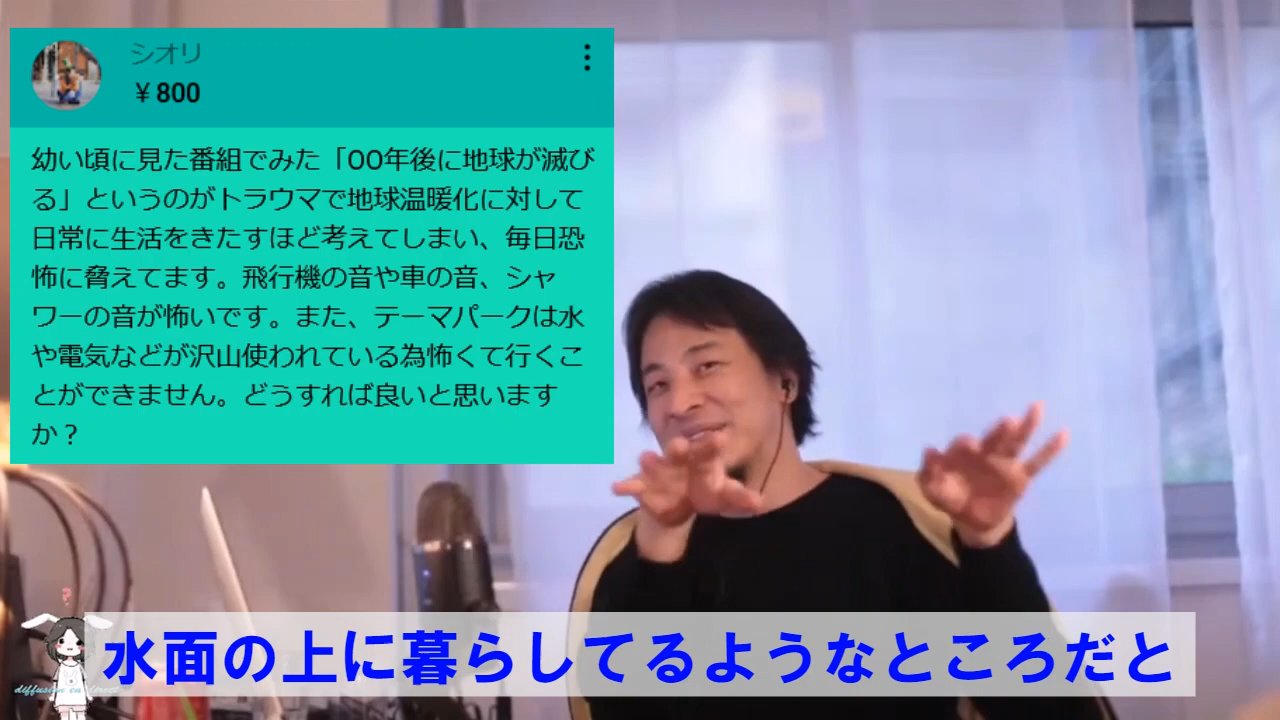 シオリ
￥800
幼い頃に見た番組でみた「00年後に地球が滅び
る」というのがトラウマで地球温暖化に対して
日常に生活をきたすほど考えてしまい、毎日恐
怖に脅えてます。飛行機の音や車の音、シャ
ワーの音が怖いです。また、テーマパークは水
や電気などが沢山使われている為怖くて行くこ
とができません。どうすれば良いと思います
か？
?
水面の上に暮らしてるようなところだと
diffusion en direct